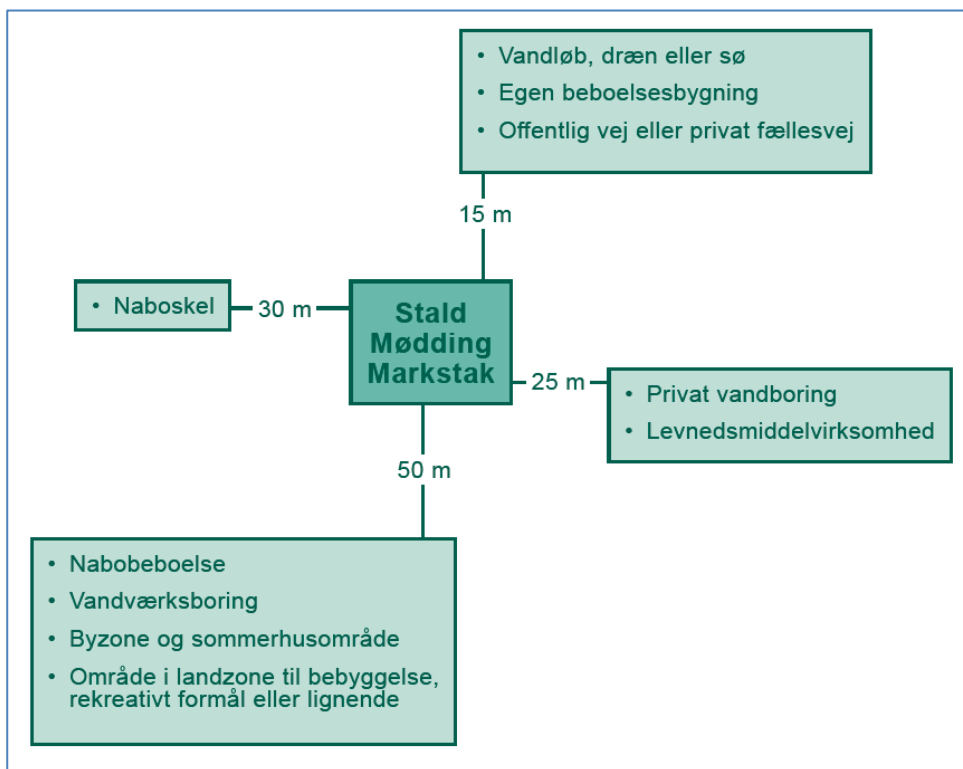 • Vandløb, dræn eller sø
• Egen beboelsesbygning
• Offentlig vej eller privat fællesvej
15 m
• Naboskel
30 m
Stald
Mødding
Markstak
25 m
• Privat vandboring
• Levnedsmiddelvirksomhed
50 m
• Nabobeboelse
• Vandværksboring
• Byzone og sommerhusområde
• Område i landzone til bebyggelse,
rekreativt formål eller lignende